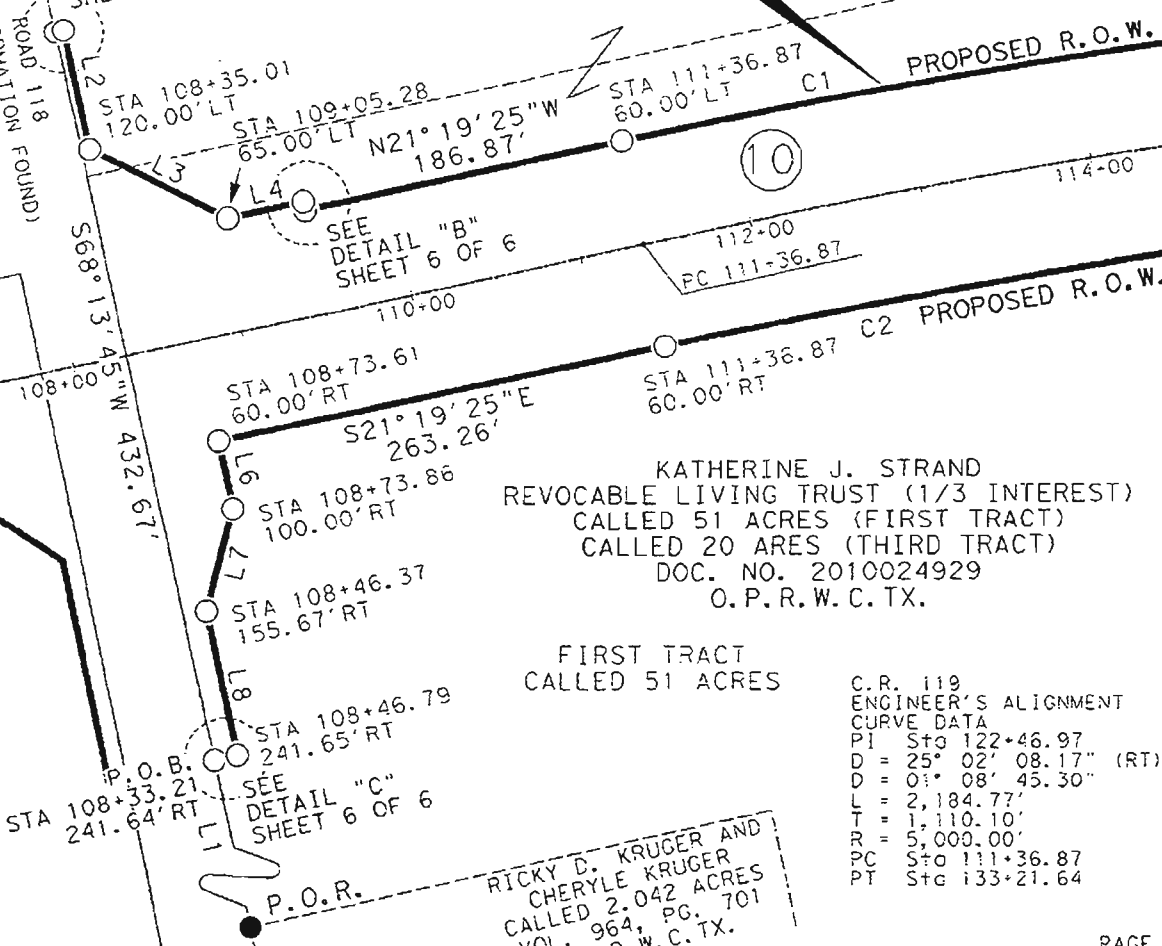 ROAD 118
FOUND)
L2
STA 108+35.01
120.00'LT
STA 109+05.28
65.00'LT
L3
L4
N21°19'25"W
186.87'
STA 111+36.87
60.00'LT
C1
PROPOSED R.O.W.
10
SEE
DETAIL "B"
SHEET 6 OF 6
114+00
112+00
PC 111+36.87
110+00
108+00
S68°13'45"W 432.67'
STA 108+73.61
60.00'RT
S21°19'25"E
263.26'
STA 111+36.87
60.00'RT
C2
PROPOSED R.O.W.
L6
STA 108+73.86
100.00'RT
L7
STA 108+46.37
155.67'RT
L8
STA 108+46.79
241.65'RT
P.O.B.
STA 108+33.21
241.64'RT
SEE
DETAIL "C"
SHEET 6 OF 6
L1
P.O.R.
KATHERINE J. STRAND
REVOCABLE LIVING TRUST (1/3 INTEREST)
CALLED 51 ACRES (FIRST TRACT)
CALLED 20 ARES (THIRD TRACT)
DOC. NO. 2010024929
O.P.R.W.C.TX.
FIRST TRACT
CALLED 51 ACRES
C.R. 119
ENGINEER'S ALIGNMENT
CURVE DATA
PI Sta 122+46.97
D = 25° 02' 08.17" (RT)
D = 01° 08' 45.30"
L = 2,184.77'
T = 1,110.10'
R = 5,000.00'
PC Sta 111+36.87
PT Sta 133+21.64
RICKY D. KRUGER AND
CHERYLE KRUGER
CALLED 2.042 ACRES
VOL. 964, PG. 701
W.C.TX.